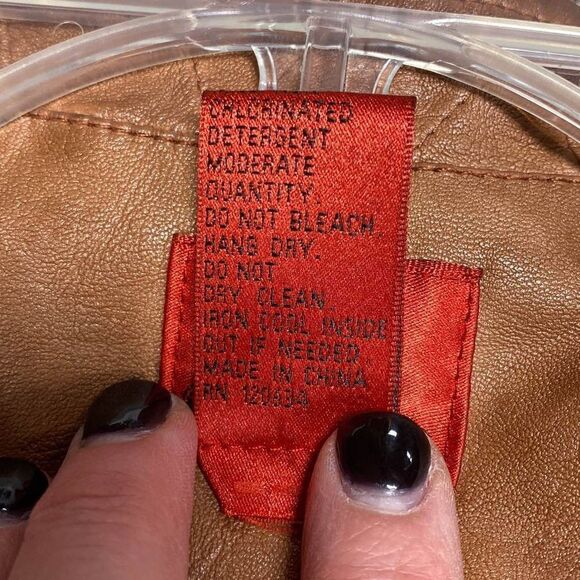 CHLORINATED
DETERGENT
MODERATE
QUANTITY.
DO NOT BLEACH.
HANG DRY.
DO NOT
DRY CLEAN
IRON COOL INSIDE
OUT IF NEEDED.
MADE IN CHINA
RN 120634